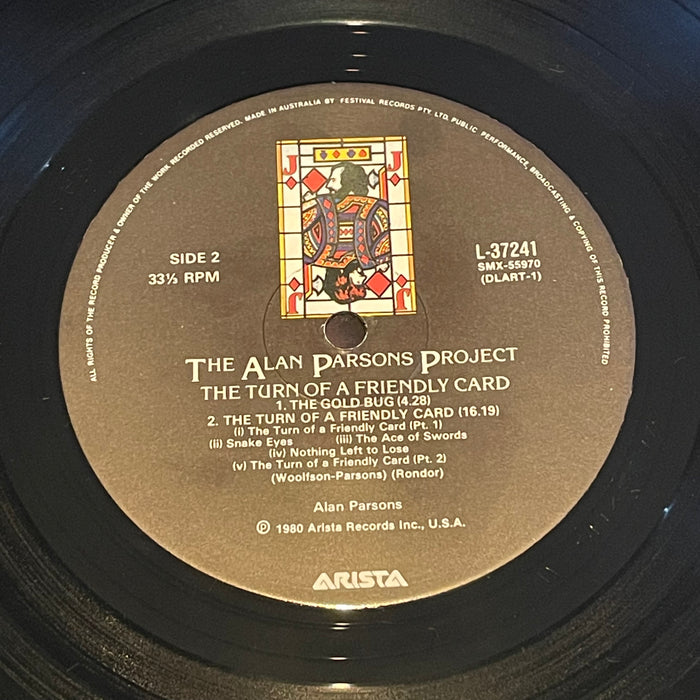 ALL RIGHTS OF THE RECORD PRODUCER & OWNER OF THE WORK RECORDED RESERVED. MADE IN AUSTRALIA BY FESTIVAL RECORDS PTY. LTD. PUBLIC PERFORMANCE, BROADCASTING & COPYING OF THIS RECORD PROHIBITED
J J
SIDE 2
33⅓ RPM
L-37241
SMX-55970
(DLART-1)
J J
THE ALAN PARSONS PROJECT
THE TURN OF A FRIENDLY CARD
1. THE GOLD BUG (4.28)
2. THE TURN OF A FRIENDLY CARD (16.19)
(i) The Turn of a Friendly Card (Pt. 1)
(ii) Snake Eyes (iii) The Ace of Swords
(iv) Nothing Left to Lose
(v) The Turn of a Friendly Card (Pt. 2)
(Woolfson-Parsons) (Rondor)
Alan Parsons
℗ 1980 Arista Records Inc., U.S.A.
ARISTA